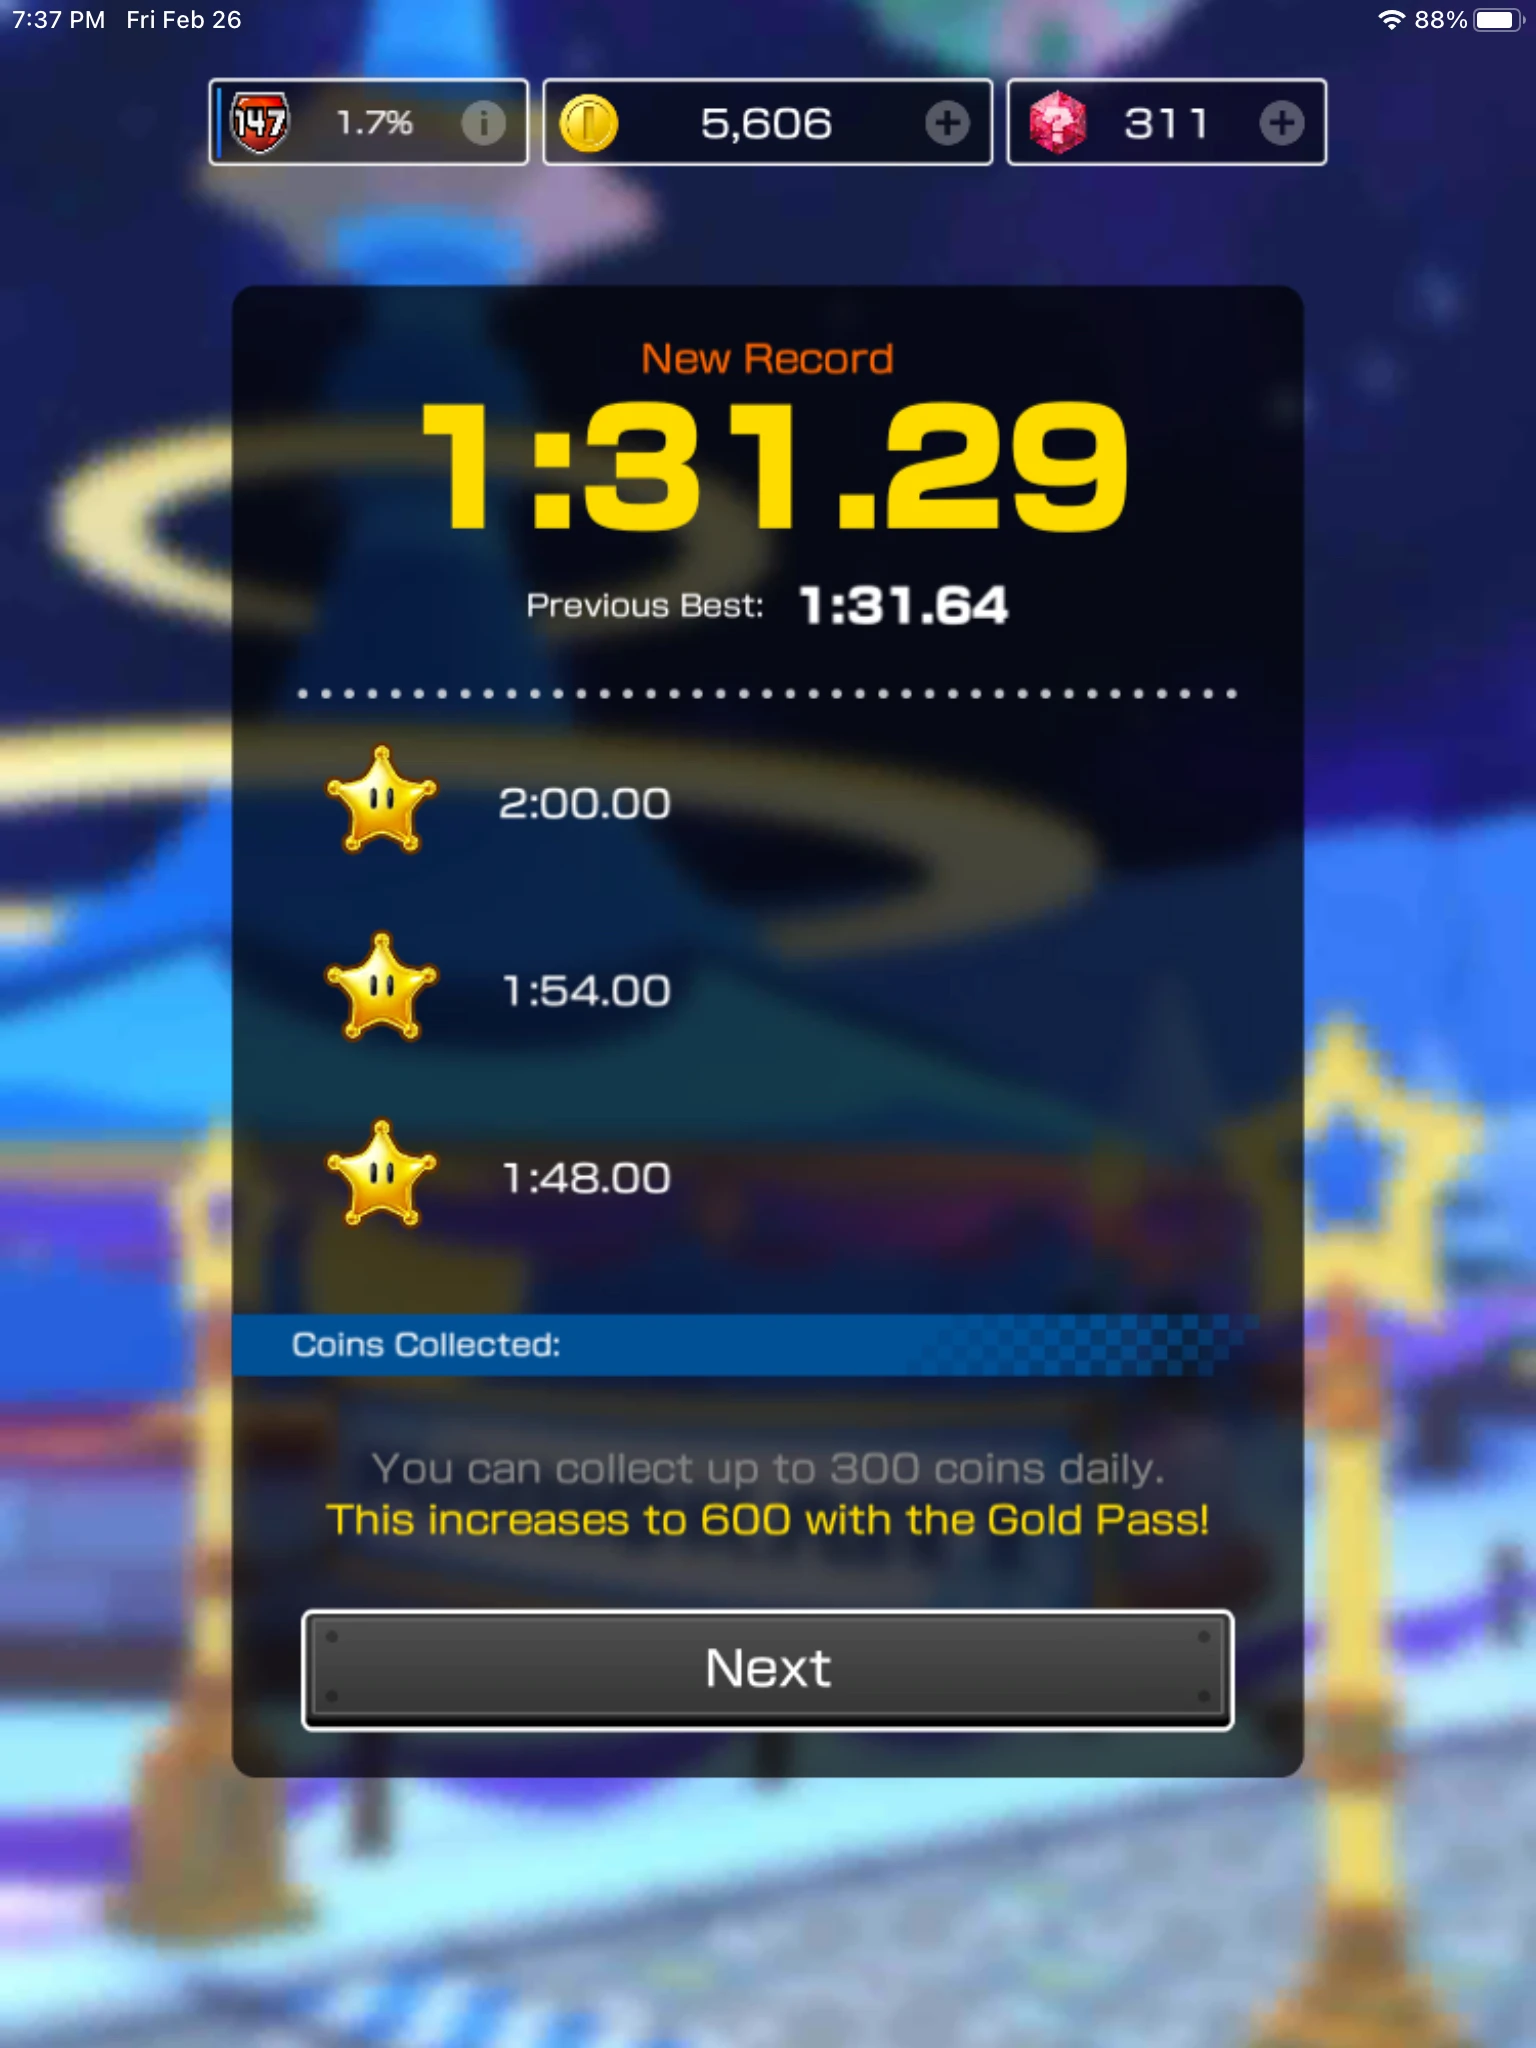 7:37 PM Fri Feb 26 88%
147 1.7% i 5,606 + ? 311 +
New Record
1:31.29
Previous Best: 1:31.64
2:00.00
1:54.00
1:48.00
Coins Collected:
You can collect up to 300 coins daily.
This increases to 600 with the Gold Pass!
Next